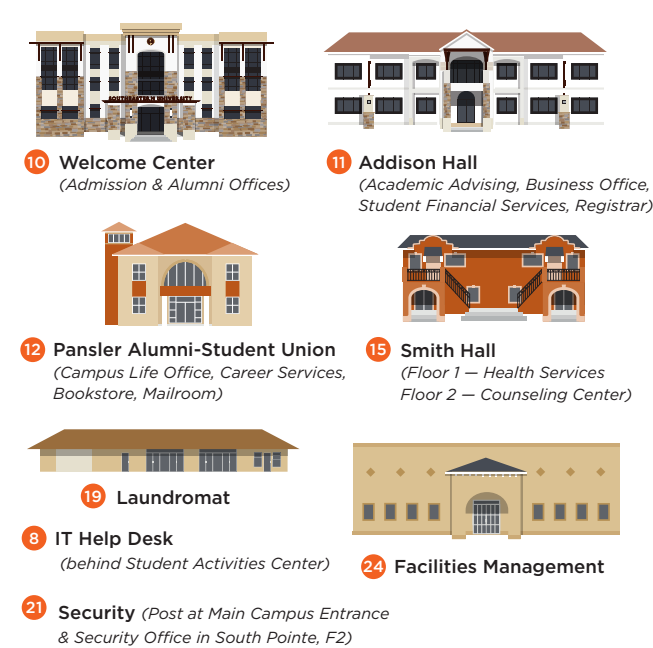 SOUTHEASTERN UNIVERSITY
10 Welcome Center
(Admission & Alumni Offices)
11 Addison Hall
(Academic Advising, Business Office,
Student Financial Services, Registrar)
12 Pansler Alumni-Student Union
(Campus Life Office, Career Services,
Bookstore, Mailroom)
15 Smith Hall
(Floor 1 — Health Services
Floor 2 — Counseling Center)
19 Laundromat
8 IT Help Desk
(behind Student Activities Center)
24 Facilities Management
21 Security (Post at Main Campus Entrance
& Security Office in South Pointe, F2)